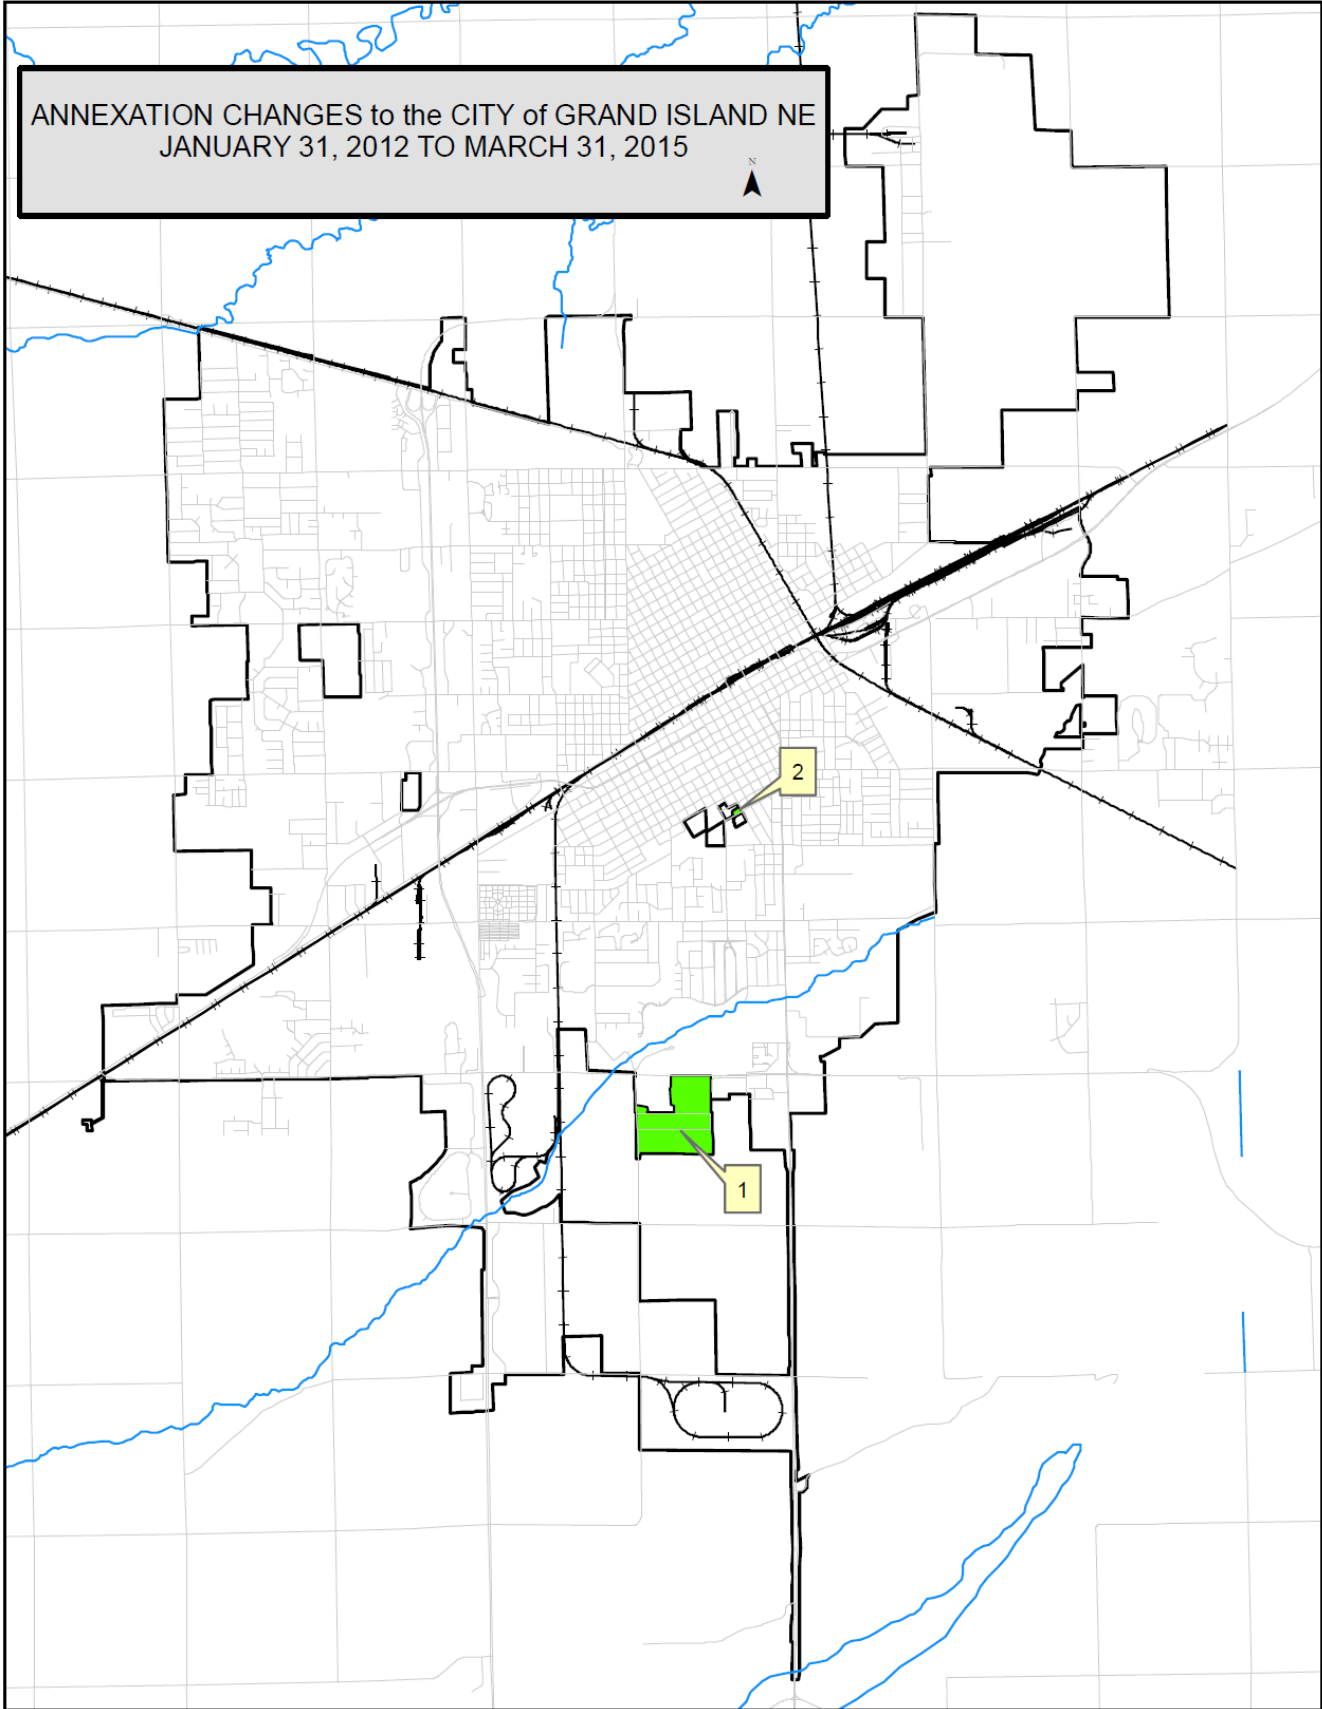 ANNEXATION CHANGES to the CITY of GRAND ISLAND NE
JANUARY 31, 2012 TO MARCH 31, 2015
N
2
1